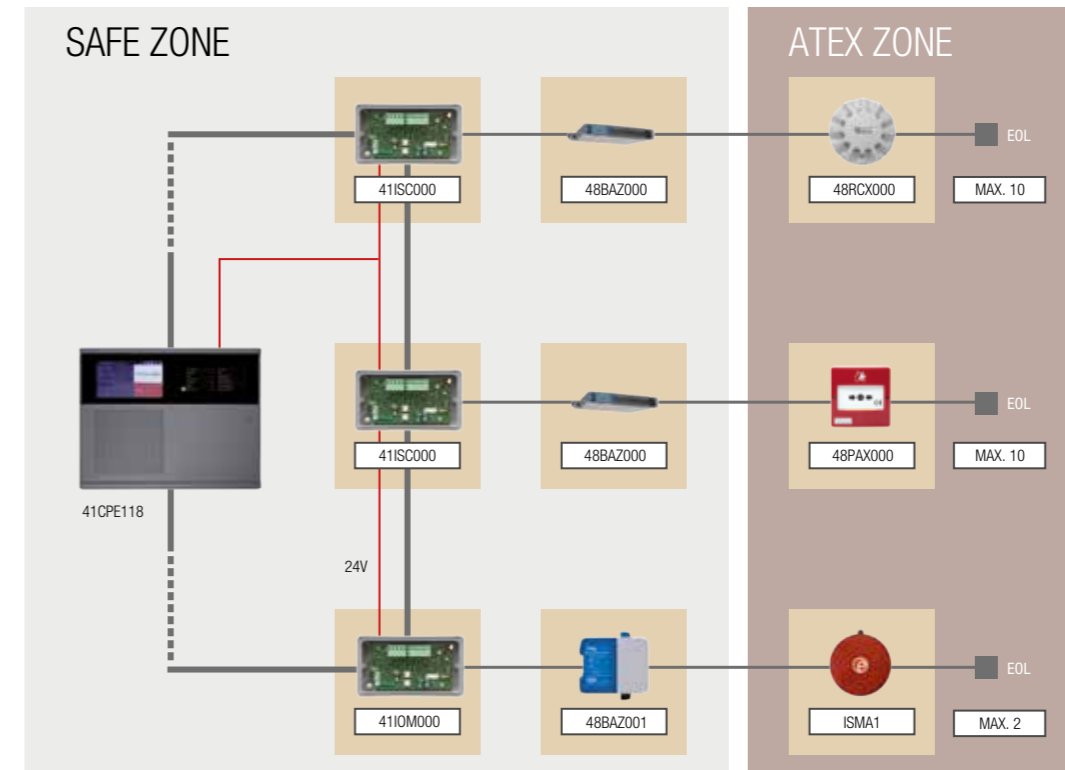 SAFE ZONE
ATEX ZONE
EOL
41ISC000
48BAZ000
48RCX000
MAX. 10
EOL
41ISC000
48BAZ000
48PAX000
MAX. 10
41CPE118
24V
EOL
41IOM000
48BAZ001
ISMA1
MAX. 2